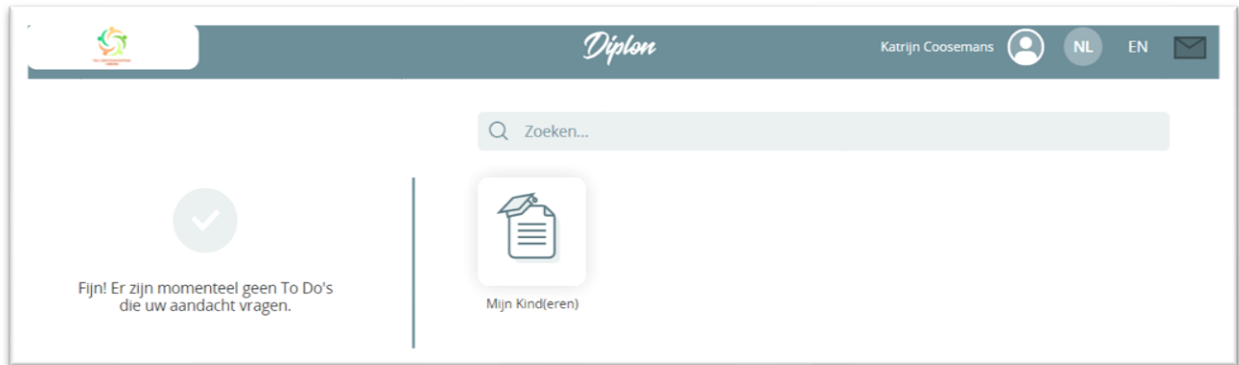 Diplon
Katrijn Coosemans
NL
EN
Zoeken...
Fijn! Er zijn momenteel geen To Do's
die uw aandacht vragen.
Mijn Kind(eren)